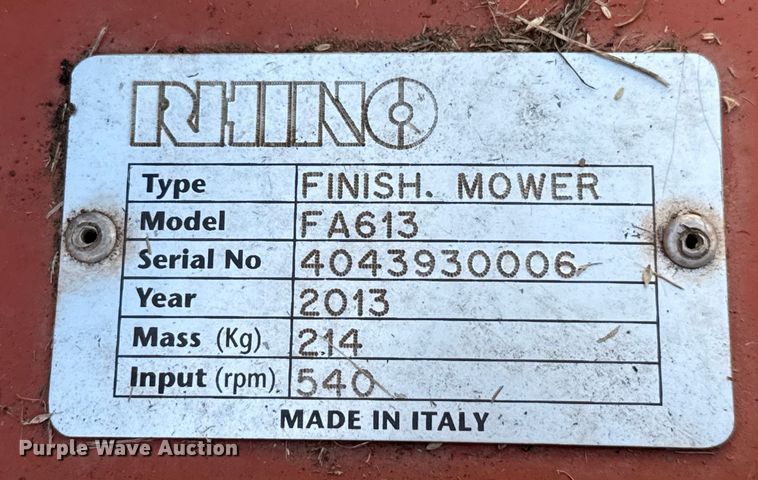 RHINO
Type FINISH. MOWER
Model FA613
Serial No 4043930006
Year 2013
Mass (Kg) 214
Input (rpm) 540
MADE IN ITALY
Purple Wave Auction